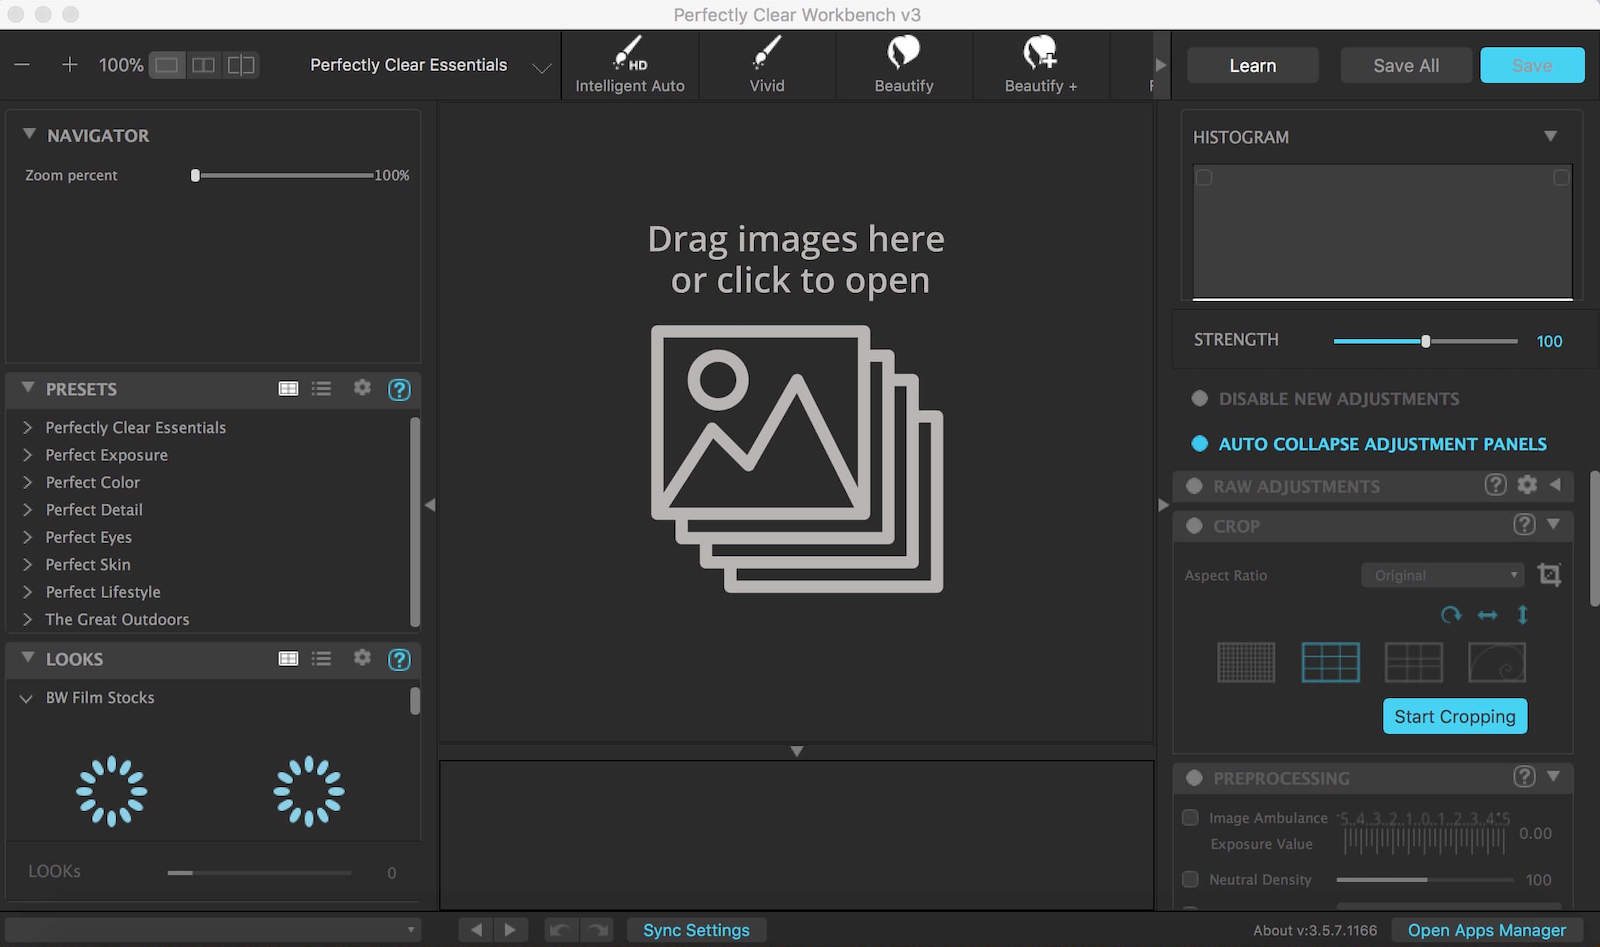 Perfectly Clear Workbench v3
100%
Perfectly Clear Essentials
HD
Intelligent Auto
Vivid
Beautify
Beautify +
Learn
Save All
Save
NAVIGATOR
Zoom percent
100%
PRESETS
?
Perfectly Clear Essentials
Perfect Exposure
Perfect Color
Perfect Detail
Perfect Eyes
Perfect Skin
Perfect Lifestyle
The Great Outdoors
LOOKS
?
BW Film Stocks
LOOKs
0
Drag images here
or click to open
HISTOGRAM
STRENGTH
100
DISABLE NEW ADJUSTMENTS
AUTO COLLAPSE ADJUSTMENT PANELS
RAW ADJUSTMENTS
?
CROP
?
Aspect Ratio
Original
Start Cropping
PREPROCESSING
?
Image Ambulance
-5..4..3..2..1..0..1..2..3..4.+5
Exposure Value
0.00
Neutral Density
100
Sync Settings
About v:3.5.7.1166
Open Apps Manager